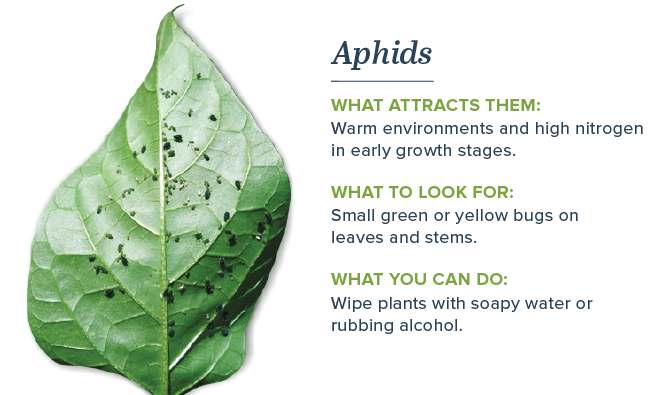 Aphids
WHAT ATTRACTS THEM:
Warm environments and high nitrogen
in early growth stages.
WHAT TO LOOK FOR:
Small green or yellow bugs on
leaves and stems.
WHAT YOU CAN DO:
Wipe plants with soapy water or
rubbing alcohol.